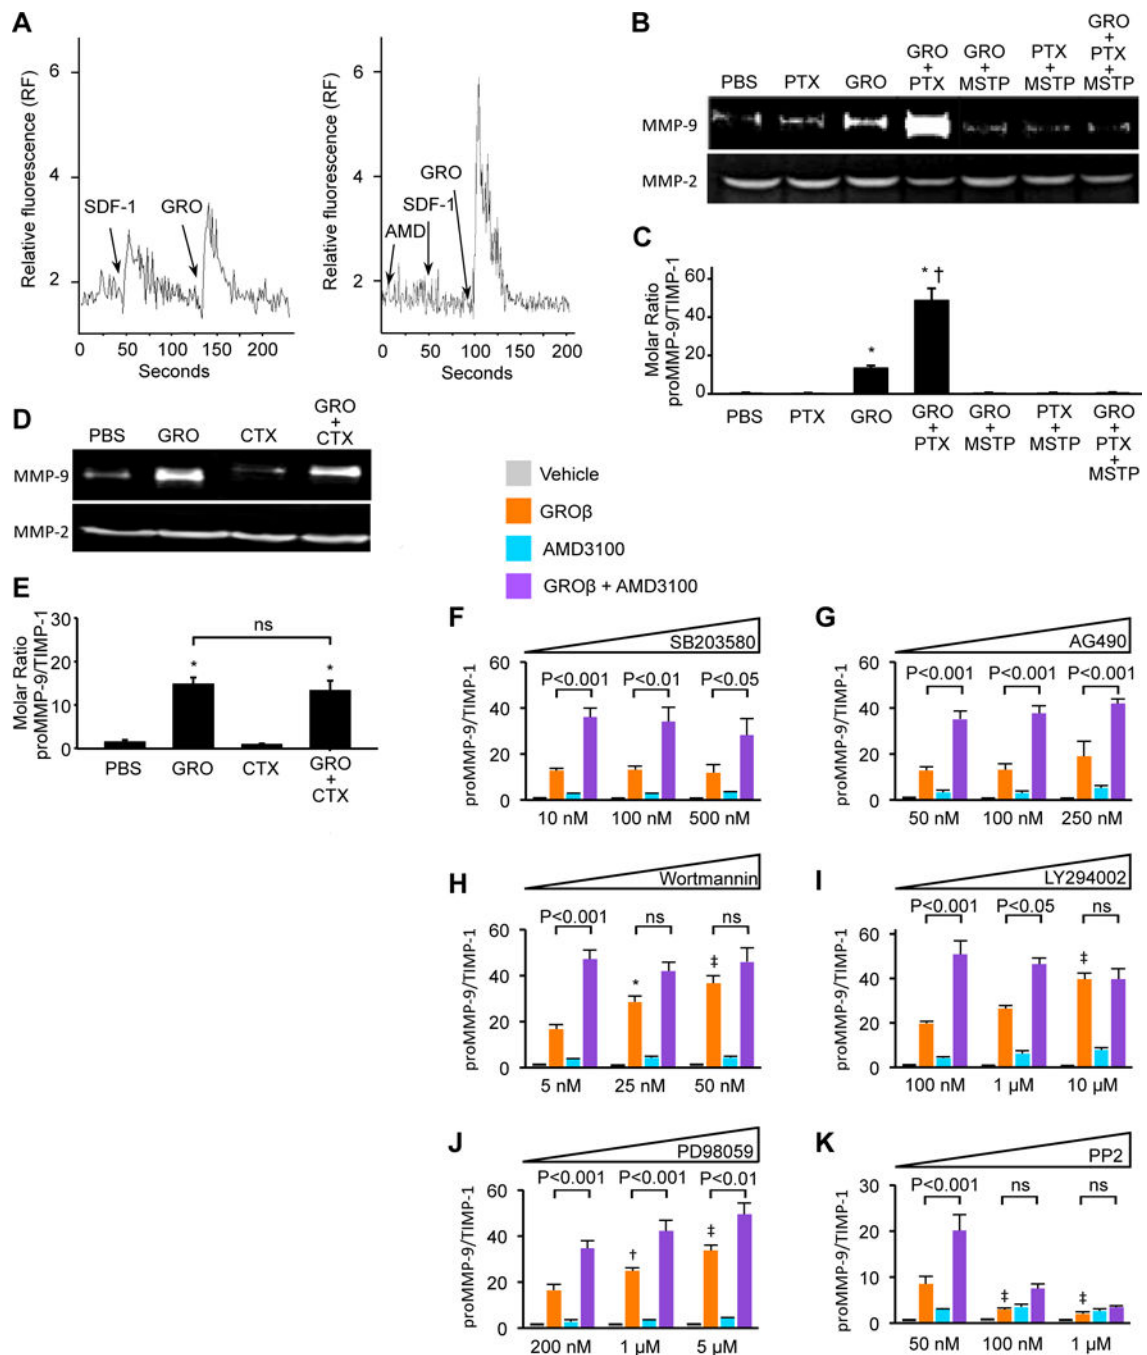 A
Relative fluorescence (RF)
6
4
2
SDF-1
GRO
0
50
100
150
200
Seconds
Relative fluorescence (RF)
6
4
2
AMD
SDF-1
GRO
0
50
100
150
200
Seconds
B
PBS
PTX
GRO
GRO
+
PTX
GRO
+
MSTP
PTX
+
MSTP
GRO
+
PTX
+
MSTP
MMP-9
MMP-2
C
Molar Ratio
proMMP-9/TIMP-1
60
40
20
0
*
* †
PBS
PTX
GRO
GRO
+
PTX
GRO
+
MSTP
PTX
+
MSTP
GRO
+
PTX
+
MSTP
D
PBS
GRO
CTX
GRO
+
CTX
MMP-9
MMP-2
Vehicle
GROβ
AMD3100
GROβ + AMD3100
E
Molar Ratio
proMMP-9/TIMP-1
30
20
10
0
ns
*
*
PBS
GRO
CTX
GRO
+
CTX
F
SB203580
proMMP-9/TIMP-1
60
40
20
0
P<0.001
P<0.01
P<0.05
10 nM
100 nM
500 nM
G
AG490
proMMP-9/TIMP-1
60
40
20
0
P<0.001
P<0.001
P<0.001
50 nM
100 nM
250 nM
H
Wortmannin
proMMP-9/TIMP-1
60
40
20
0
P<0.001
ns
ns
*
‡
5 nM
25 nM
50 nM
I
LY294002
proMMP-9/TIMP-1
60
40
20
0
P<0.001
P<0.05
ns
‡
100 nM
1 µM
10 µM
J
PD98059
proMMP-9/TIMP-1
60
40
20
0
P<0.001
P<0.001
P<0.01
†
‡
200 nM
1 µM
5 µM
K
PP2
proMMP-9/TIMP-1
30
20
10
0
P<0.001
ns
ns
‡
‡
50 nM
100 nM
1 µM